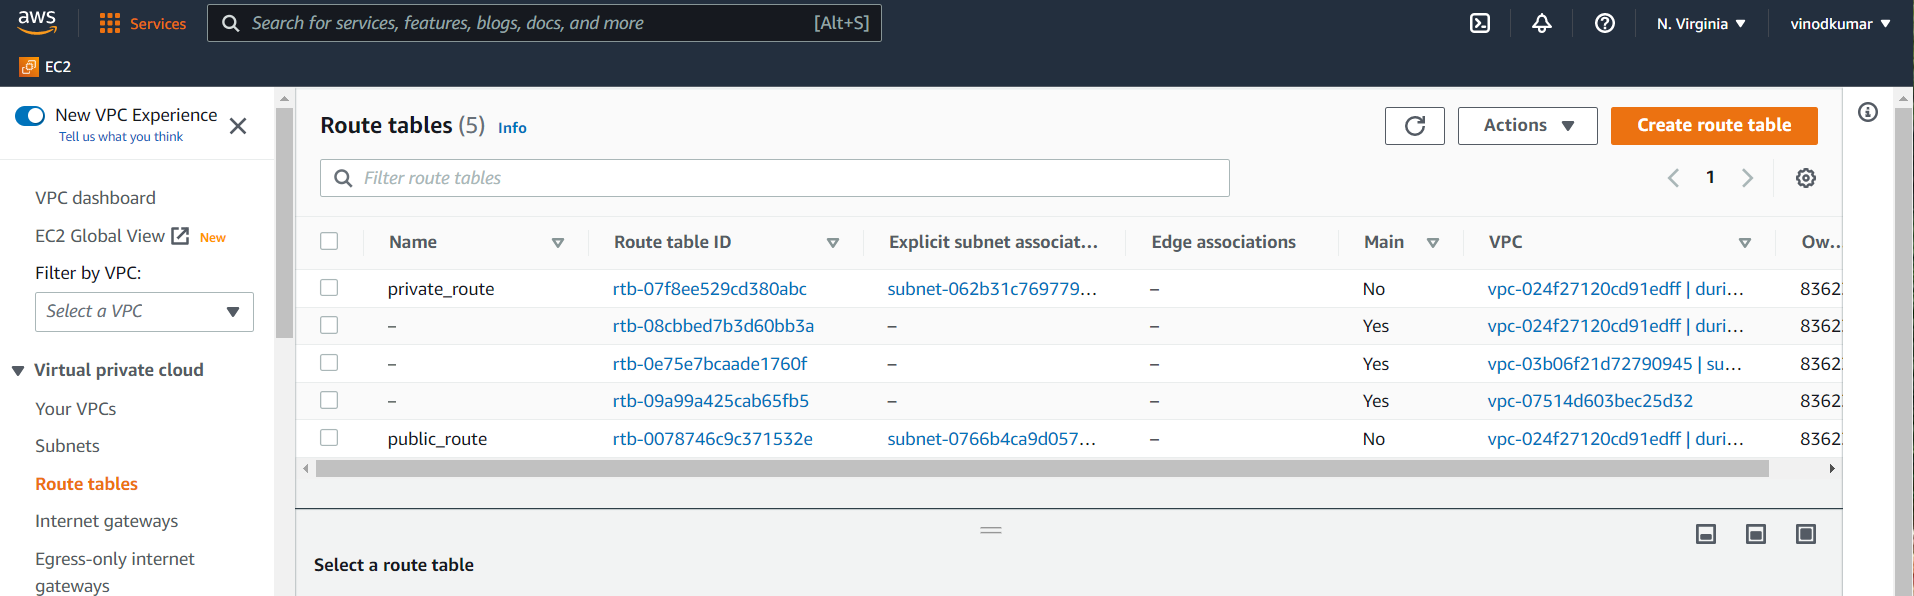 aws
Services
Search for services, features, blogs, docs, and more [Alt+S]
N. Virginia
vinodkumar
EC2
New VPC Experience
Tell us what you think
VPC dashboard
EC2 Global View New
Filter by VPC:
Select a VPC
Virtual private cloud
Your VPCs
Subnets
Route tables
Internet gateways
Egress-only internet
gateways
Route tables (5) Info
Actions
Create route table
Filter route tables
1
Name Route table ID Explicit subnet associat... Edge associations Main VPC Ow...
private_route rtb-07f8ee529cd380abc subnet-062b31c769779... – No vpc-024f27120cd91edff | duri...8362
– rtb-08cbbed7b3d60bb3a – – Yes vpc-024f27120cd91edff | duri... 8362
– rtb-0e75e7bcaade1760f – – Yes vpc-03b06f21d72790945 | su... 8362
– rtb-09a99a425cab65fb5 – – Yes vpc-07514d603bec25d32 8362
public_route rtb-0078746c9c371532e subnet-0766b4ca9d057... – No vpc-024f27120cd91edff | duri... 8362
Select a route table